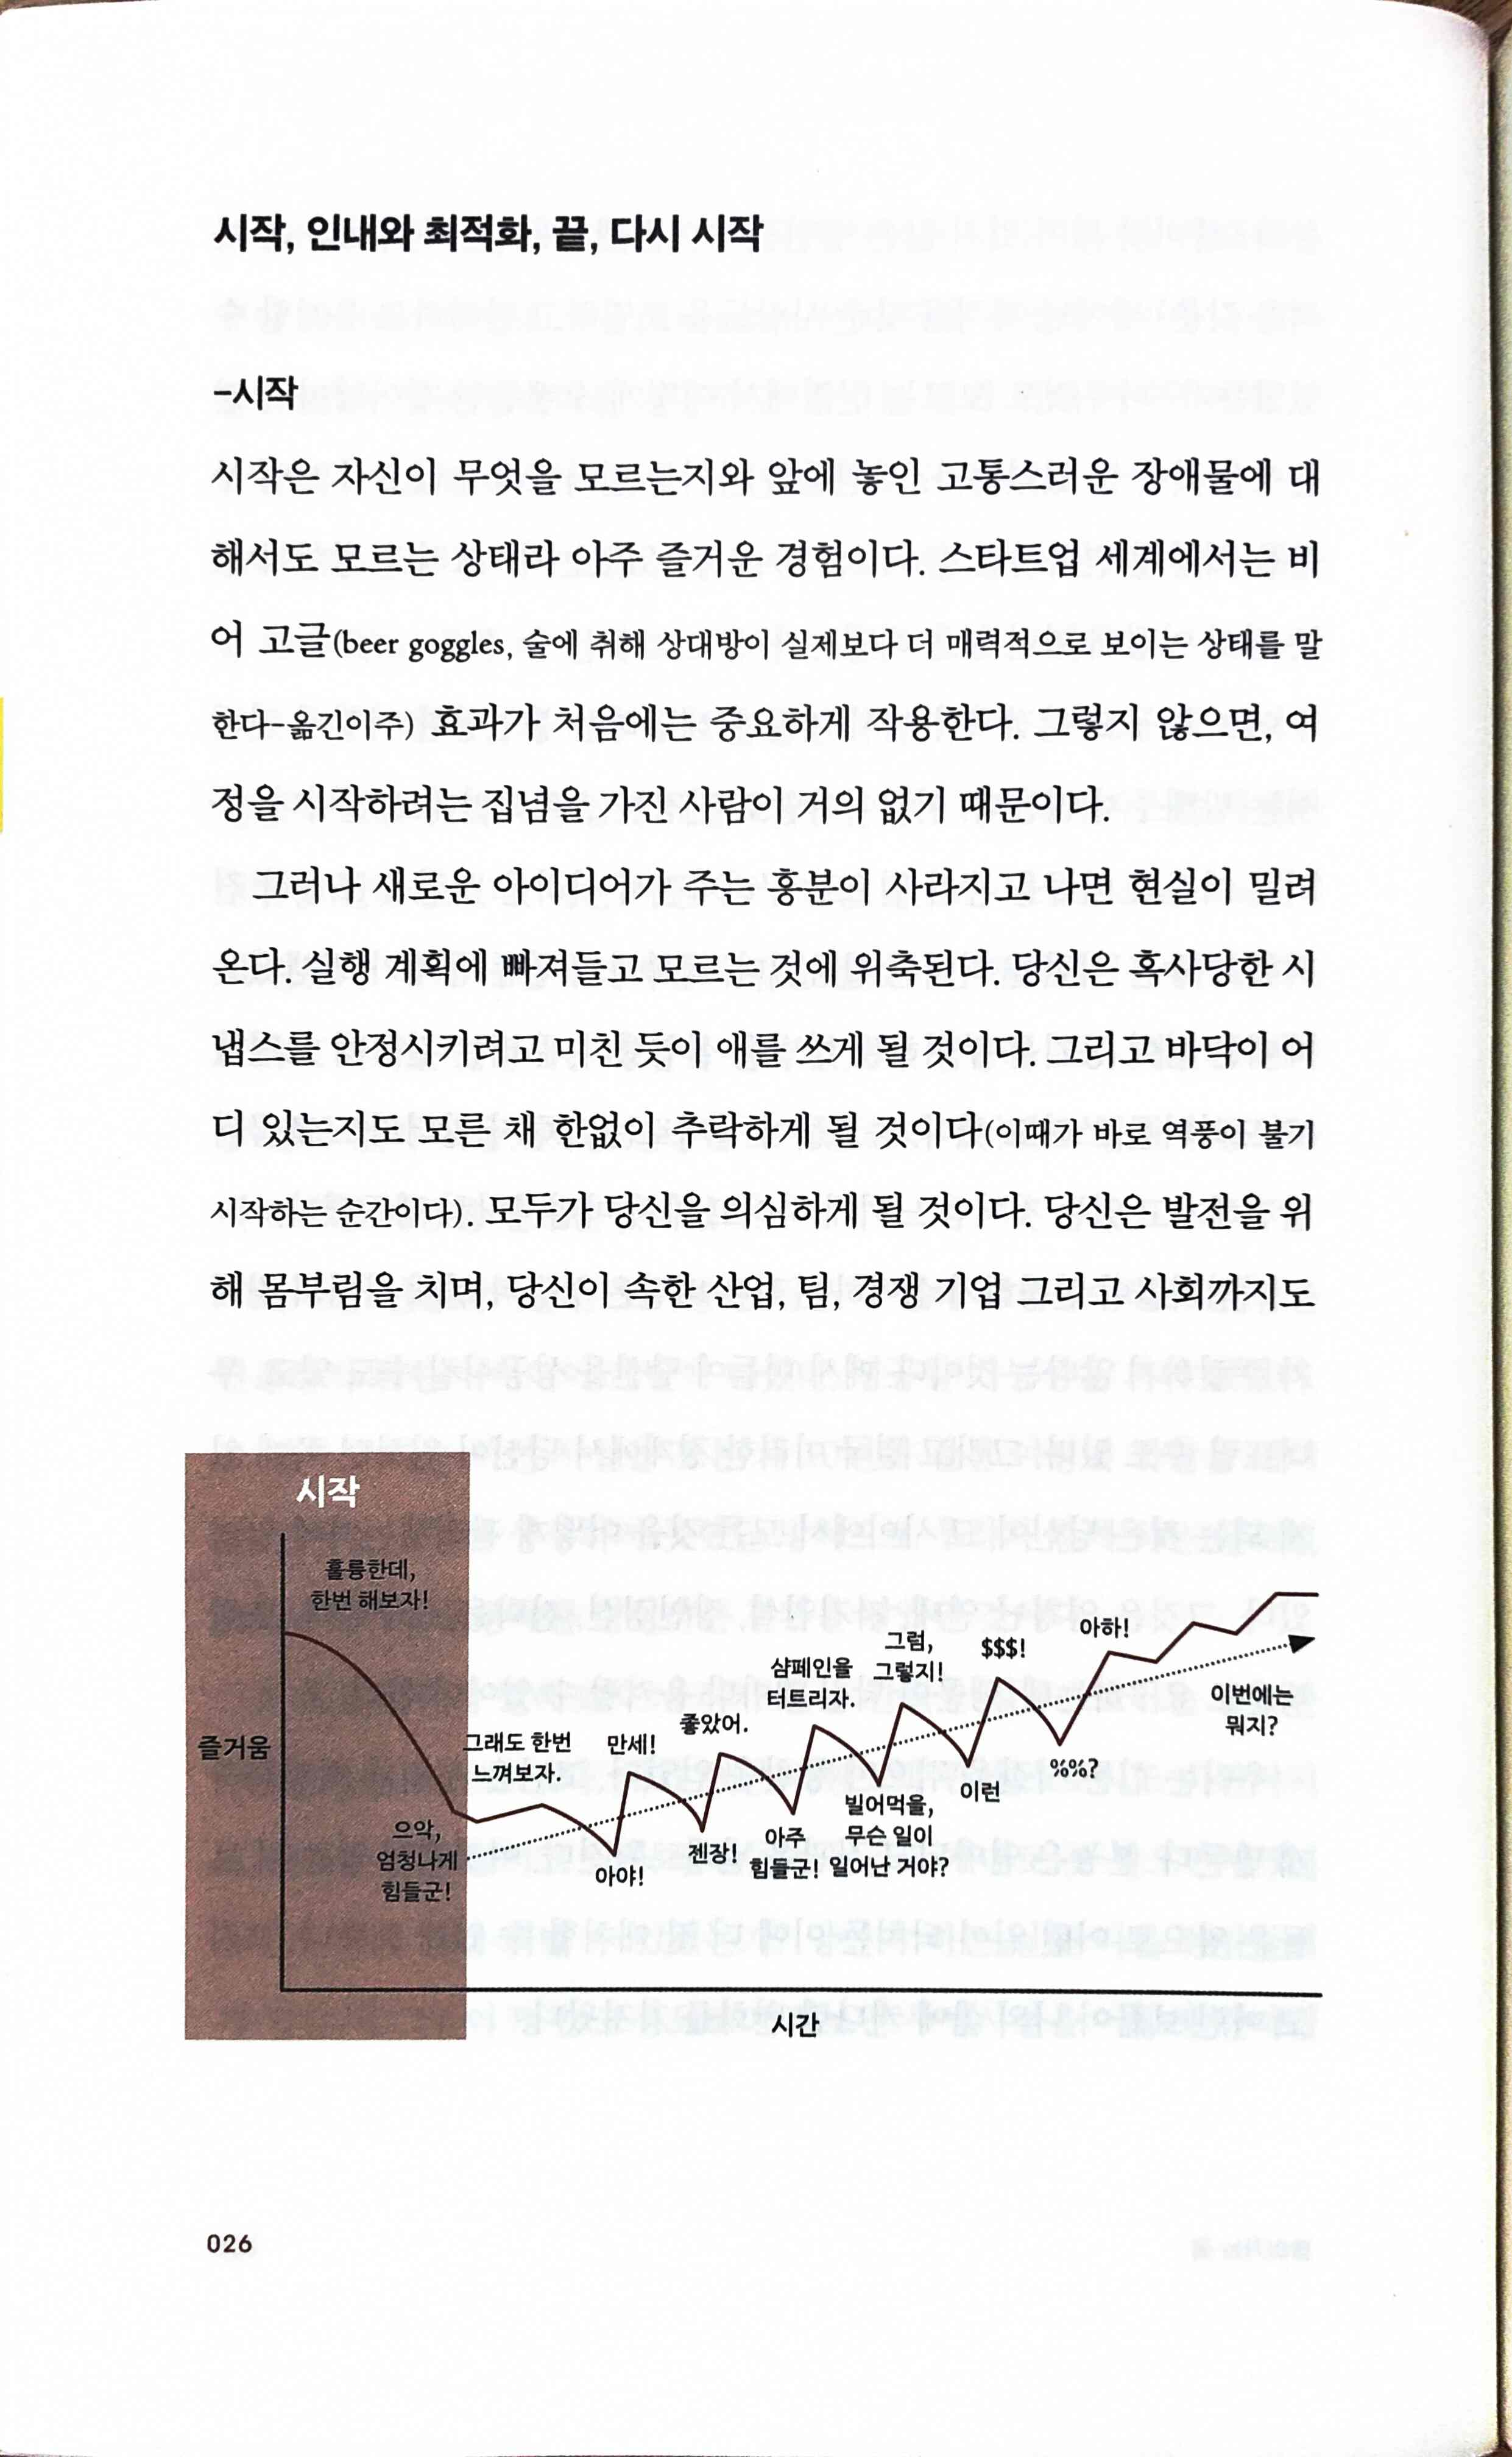 시작, 인내와 최적화, 끝, 다시 시작
–시작
시작은 자신이 무엇을 모르는지와 앞에 놓인 고통스러운 장애물에 대
해서도 모르는 상태라 아주 즐거운 경험이다. 스타트업 세계에서는 비
어 고글(beer goggles, 술에 취해 상대방이 실제보다 더 매력적으로 보이는 상태를 말
한다-옮긴이주) 효과가 처음에는 중요하게 작용한다. 그렇지 않으면, 여
정을 시작하려는 집념을 가진 사람이 거의 없기 때문이다.
그러나 새로운 아이디어가 주는 흥분이 사라지고 나면 현실이 밀려
온다. 실행 계획에 빠져들고 모르는 것에 위축된다. 당신은 혹사당한 시
냅스를 안정시키려고 미친 듯이 애를 쓰게 될 것이다. 그리고 바닥이 어
디 있는지도 모른 채 한없이 추락하게 될 것이다(이때가 바로 역풍이 불기
시작하는 순간이다). 모두가 당신을 의심하게 될 것이다. 당신은 발전을 위
해 몸부림을 치며, 당신이 속한 산업, 팀, 경쟁 기업 그리고 사회까지도
시작
훌륭한데,
한번 해보자!
즐거움
으악,
엄청나게
힘들군!
그래도 한번
느껴보자.
만세!
아야!
좋았어.
젠장!
샴페인을
터트리자.
아주
힘들군!
그럼,
그렇지!
빌어먹을,
무슨 일이
일어난 거야?
$$$!
이런
아하!
%%?
이번에는
뭐지?
시간
026